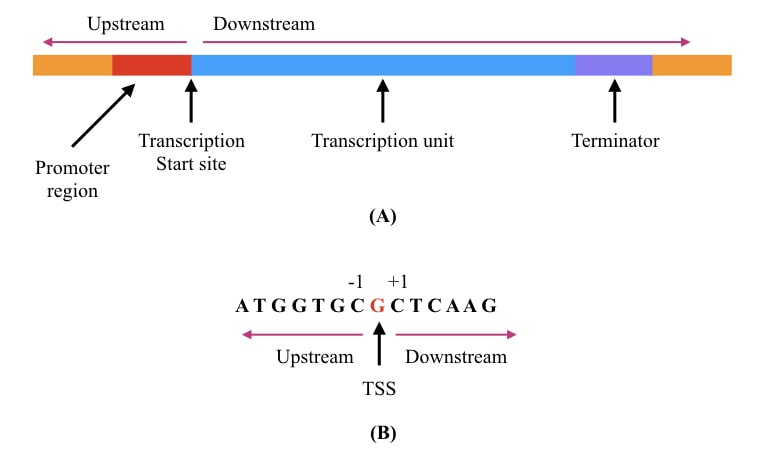 Upstream
Downstream
Transcription
Start site
Transcription unit
Terminator
Promoter
region
(A)
-1 +1
A T G G T G C G C T C A A G
Upstream
Downstream
TSS
(B)